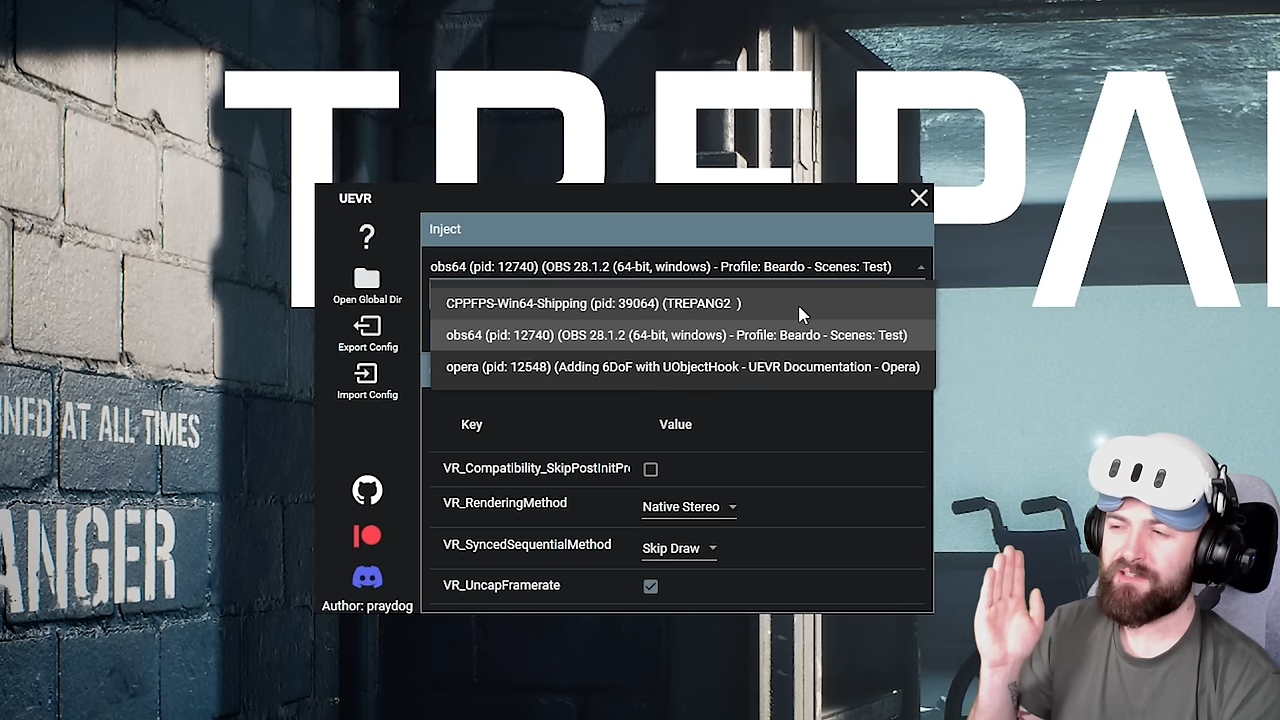 TREPA
UEVR
Inject
?
Open Global Dir
obs64 (pid: 12740) (OBS 28.1.2 (64-bit, windows) - Profile: Beardo - Scenes: Test)
CPPFPS-Win64-Shipping (pid: 39064) (TREPANG2 )
obs64 (pid: 12740) (OBS 28.1.2 (64-bit, windows) - Profile: Beardo - Scenes: Test)
Export Config
opera (pid: 12548) (Adding 6DoF with UObjectHook - UEVR Documentation - Opera)
Import Config
Key Value
NED AT ALL TIMES
VR_Compatibility_SkipPostInitPr
VR_RenderingMethod Native Stereo
VR_SyncedSequentialMethod Skip Draw
ANGER
VR_UncapFramerate
Author: praydog